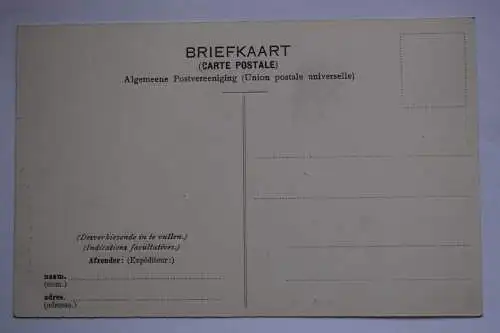 BRIEFKAART
(CARTE POSTALE)
Algemeene Postvereeniging (Union postale universelle)
(Desverkiezende in te vullen.)
(Indications facultatives.)
Afzender: (Expéditeur:)
naam.
(nom.)
adres.
(adresse.)